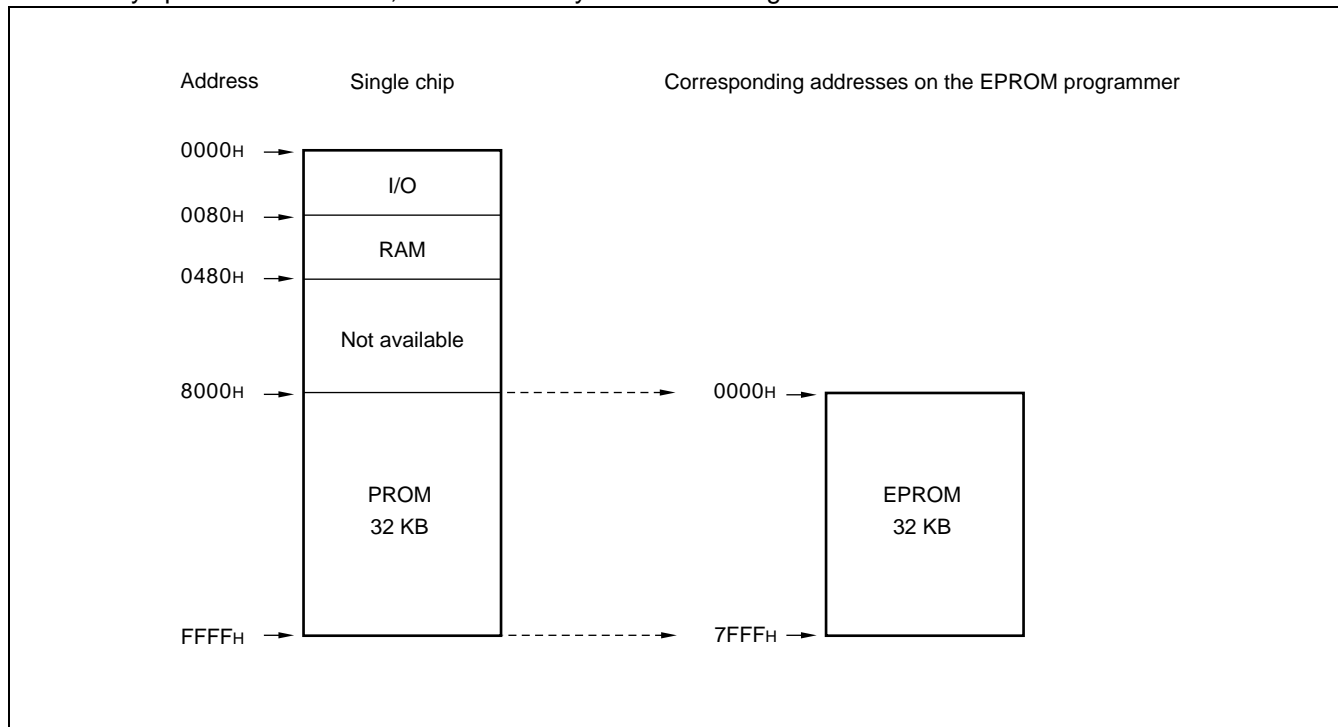 Address Single chip Corresponding addresses on the EPROM programmer
0000H
I/O
0080H
RAM
0480H
Not available
8000H 0000H
PROM EPROM
32 KB 32 KB
FFFFH 7FFFH